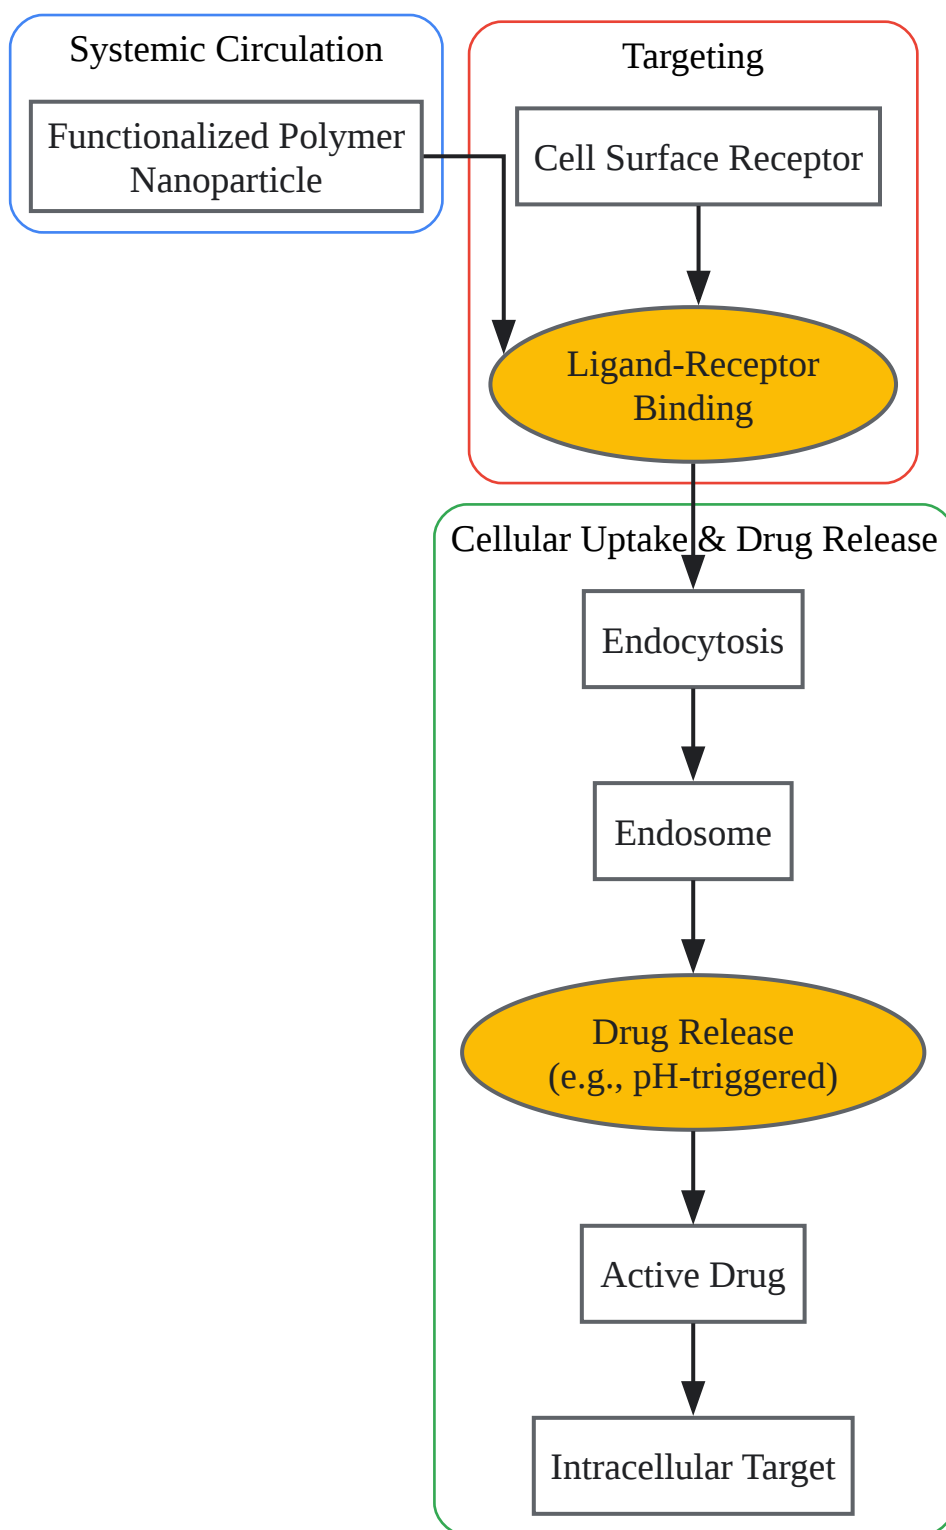 Systemic Circulation
Functionalized Polymer
Nanoparticle
Targeting
Cell Surface Receptor
Ligand-Receptor
Binding
Cellular Uptake & Drug Release
Endocytosis
Endosome
Drug Release
(e.g., pH-triggered)
Active Drug
Intracellular Target